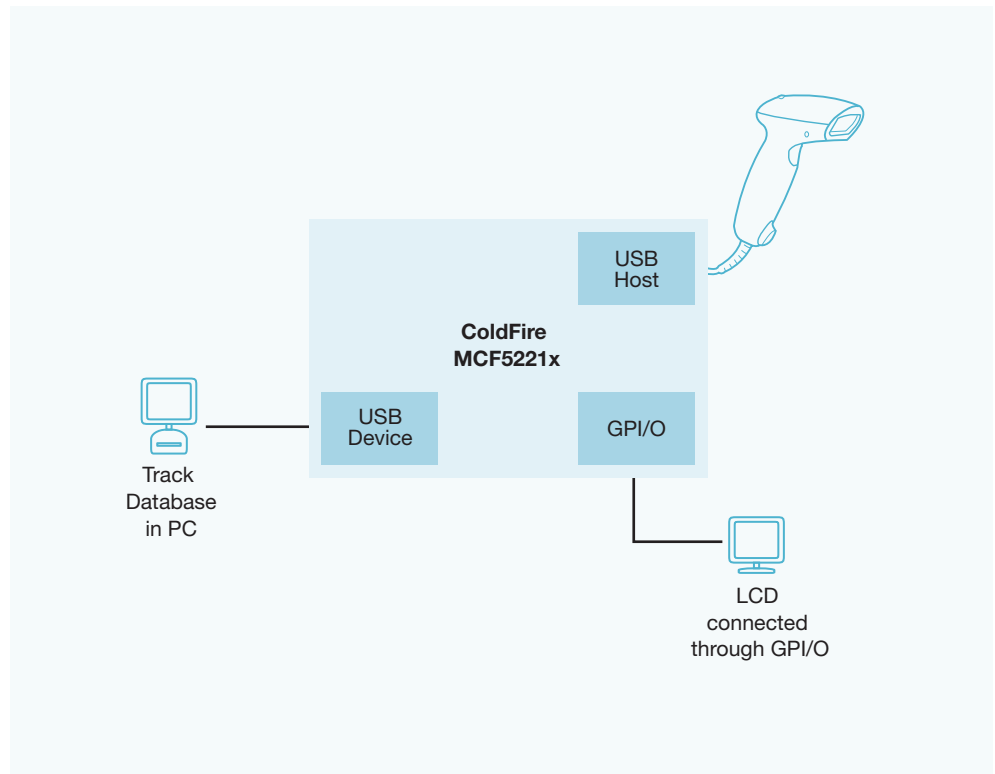 USB
Host
ColdFire
MCF5221x
USB
Device
GPI/O
Track
Database
in PC
LCD
connected
through GPI/O